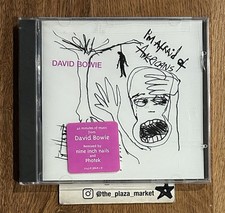 DAVID BOWIE
I'm Afraid of
AMERICANS
46 minutes of music
from
David Bowie
Remixed by
Nine Inch Nails
and
Photek
@the_plaza_market